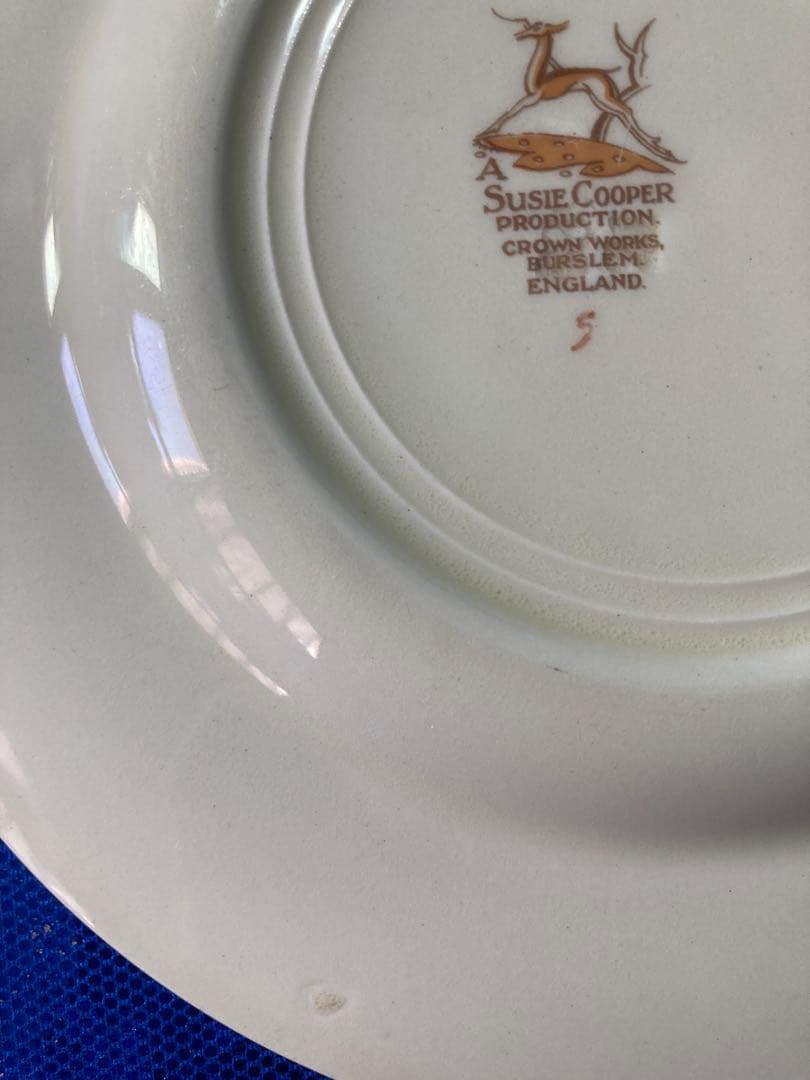 A
SUSIE COOPER
PRODUCTION.
CROWN WORKS,
BURSLEM.
ENGLAND.
5